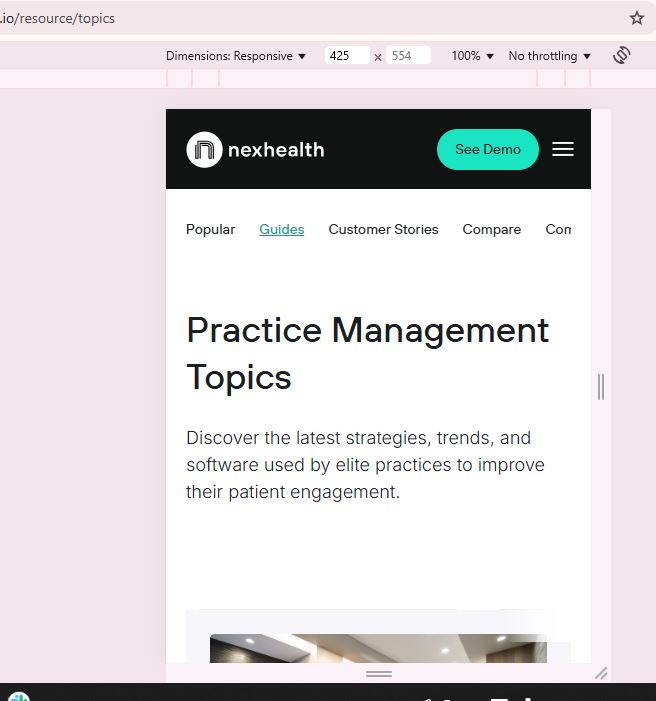 .io/resource/topics
Dimensions: Responsive 425 x 554 100% No throttling
nexhealth See Demo
Popular Guides Customer Stories Compare
Practice Management
Topics
Discover the latest strategies, trends, and
software used by elite practices to improve
their patient engagement.